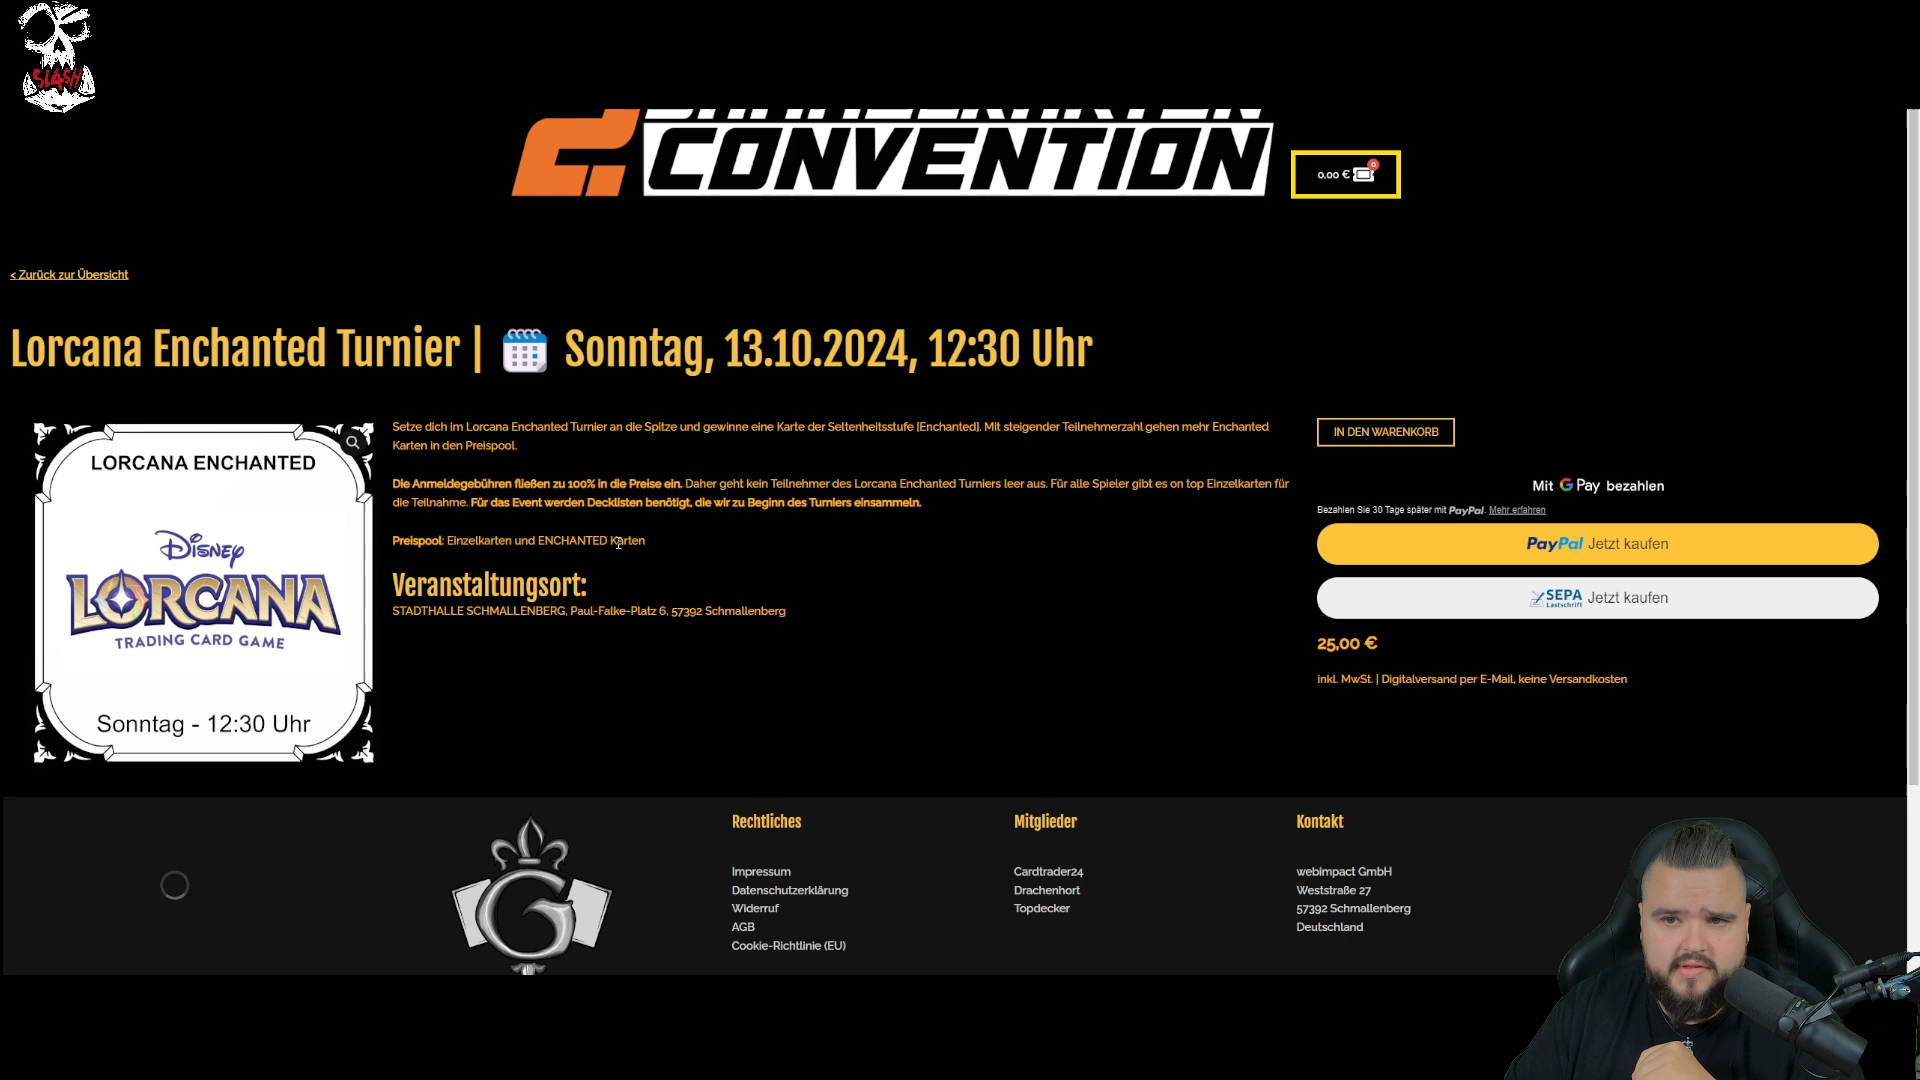 SL4SH
CONVENTION
0,00 €
0
< Zurück zur Übersicht
Lorcana Enchanted Turnier | Sonntag, 13.10.2024, 12:30 Uhr
LORCANA ENCHANTED
DISNEY
LORCANA
TRADING CARD GAME
Sonntag - 12:30 Uhr
Setze dich im Lorcana Enchanted Turnier an die Spitze und gewinne eine Karte der Seltenheitsstufe [Enchanted]. Mit steigender Teilnehmerzahl gehen mehr Enchanted
Karten in den Preispool.
Die Anmeldegebühren fließen zu 100% in die Preise ein. Daher geht kein Teilnehmer des Lorcana Enchanted Turniers leer aus. Für alle Spieler gibt es on top Einzelkarten für
die Teilnahme. Für das Event werden Decklisten benötigt, die wir zu Beginn des Turniers einsammeln.
Preispool: Einzelkarten und ENCHANTED Karten
Veranstaltungsort:
STADTHALLE SCHMALLENBERG, Paul-Falke-Platz 6, 57392 Schmallenberg
IN DEN WARENKORB
Mit G Pay bezahlen
Bezahlen Sie 30 Tage später mit PayPal. Mehr erfahren
PayPal Jetzt kaufen
SEPA Lastschrift Jetzt kaufen
25,00 €
inkl. MwSt. | Digitalversand per E-Mail, keine Versandkosten
G
Rechtliches
Impressum
Datenschutzerklärung
Widerruf
AGB
Cookie-Richtlinie (EU)
Mitglieder
Cardtrader24
Drachenhort
Topdecker
Kontakt
webimpact GmbH
Weststraße 27
57392 Schmallenberg
Deutschland